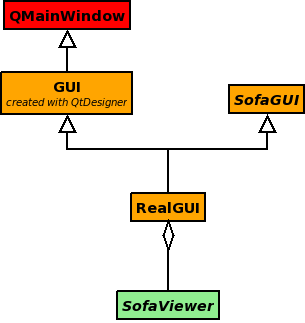 QMainWindow
GUI
created with QtDesigner
SofaGUI
RealGUI
SofaViewer